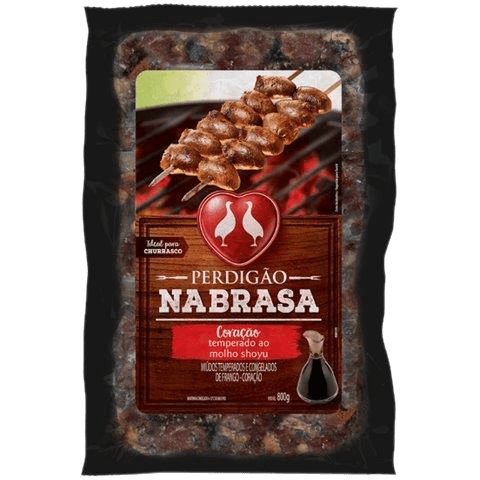 Ideal para
CHURRASCO
PERDIGÃO
NABRASA
Coração
temperado ao
molho shoyu
MIÚDOS TEMPERADOS E CONGELADOS
DE FRANGO - CORAÇÃO
800g